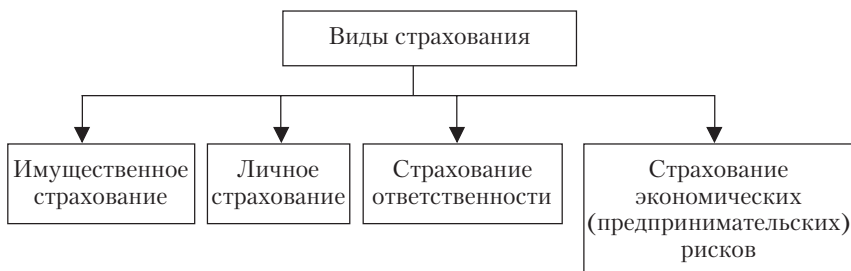 Виды страхования
Имущественное
страхование
Личное
страхование
Страхование
ответственности
Страхование
экономических
(предпринимательских)
рисков